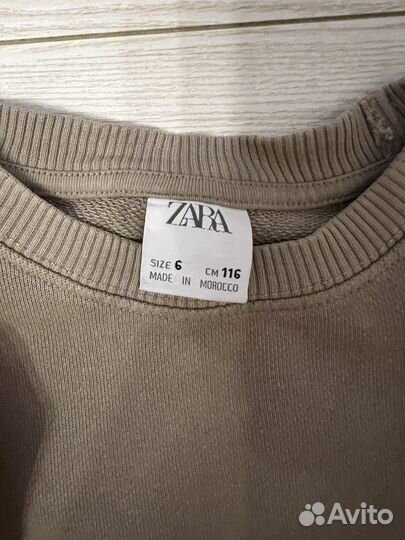 ZARA
SIZE 6 CM 116
MADE IN MOROCCO
Avito